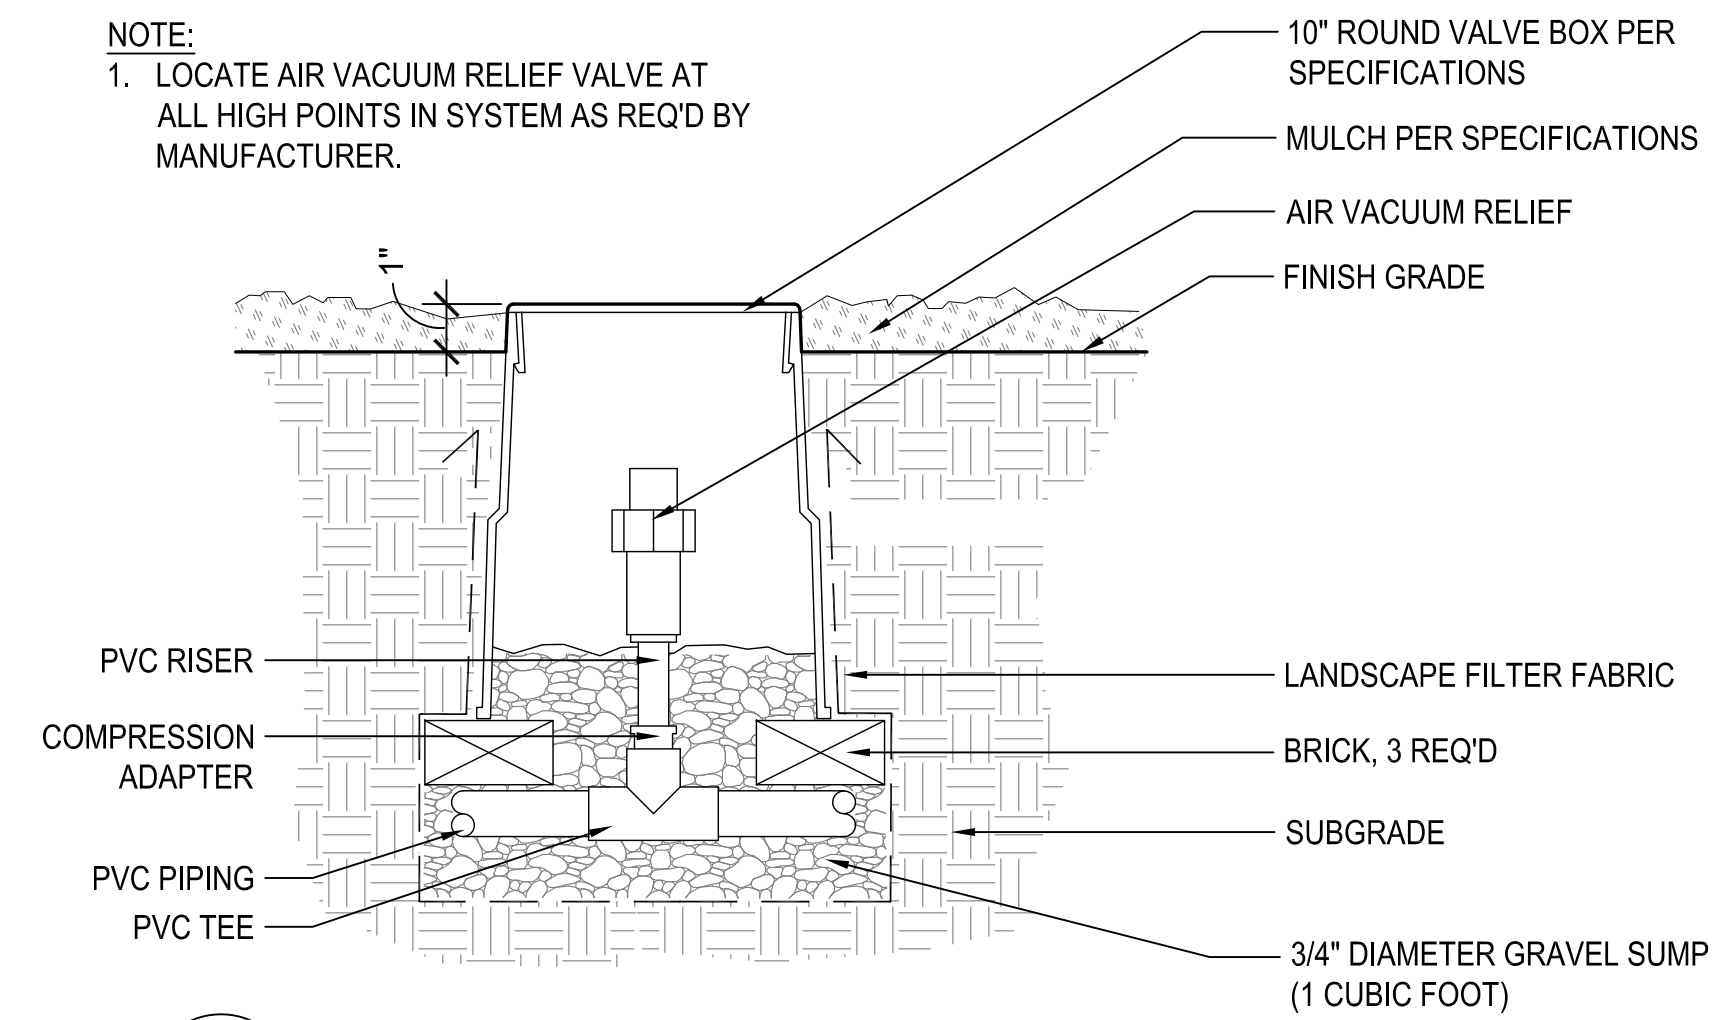 NOTE:
1. LOCATE AIR VACUUM RELIEF VALVE AT
ALL HIGH POINTS IN SYSTEM AS REQ'D BY
MANUFACTURER.
10" ROUND VALVE BOX PER
SPECIFICATIONS
MULCH PER SPECIFICATIONS
AIR VACUUM RELIEF
FINISH GRADE
1"
PVC RISER
COMPRESSION
ADAPTER
PVC PIPING
PVC TEE
LANDSCAPE FILTER FABRIC
BRICK, 3 REQ'D
SUBGRADE
3/4" DIAMETER GRAVEL SUMP
(1 CUBIC FOOT)